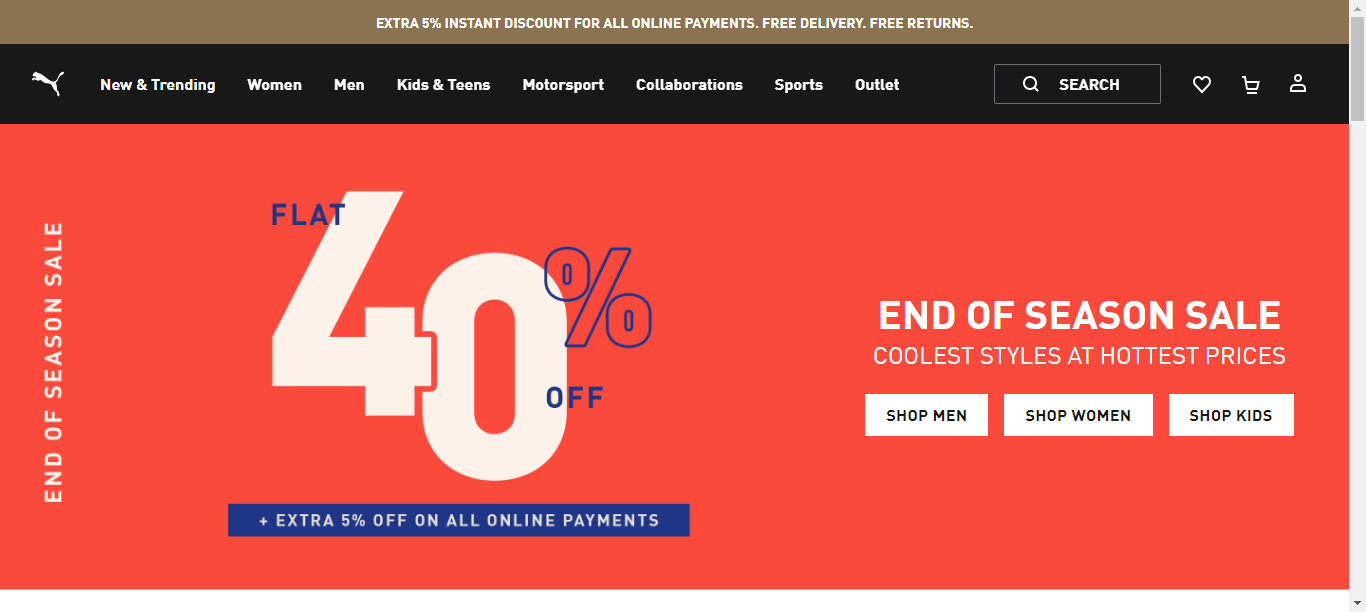 EXTRA 5% INSTANT DISCOUNT FOR ALL ONLINE PAYMENTS. FREE DELIVERY. FREE RETURNS.
New & Trending Women Men Kids & Teens Motorsport Collaborations Sports Outlet SEARCH
END OF SEASON SALE
FLAT
40%
OFF
+ EXTRA 5% OFF ON ALL ONLINE PAYMENTS
END OF SEASON SALE
COOLEST STYLES AT HOTTEST PRICES
SHOP MEN SHOP WOMEN SHOP KIDS